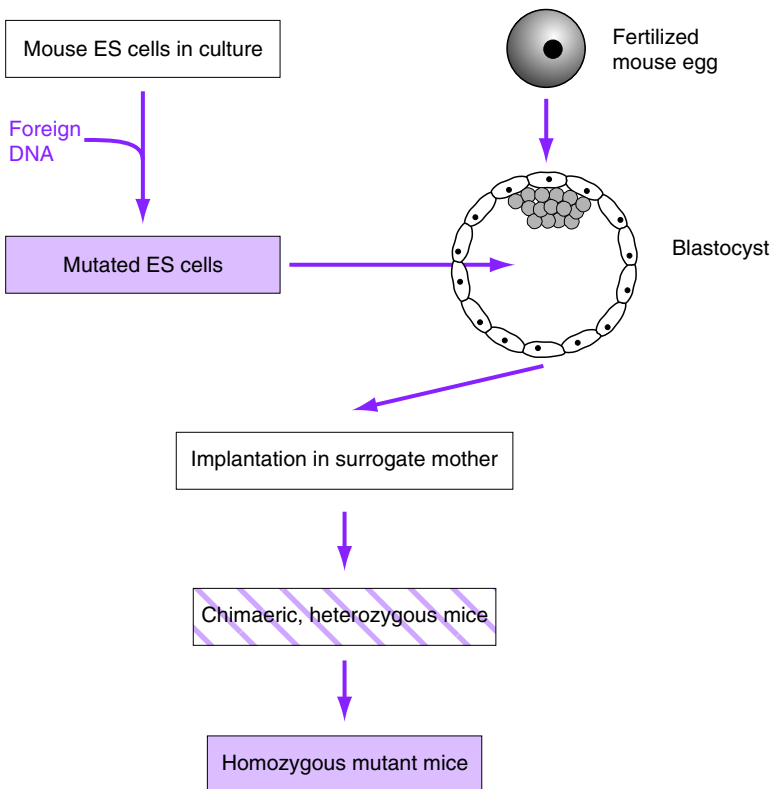 Mouse ES cells in culture
Fertilized
mouse egg
Foreign
DNA
Mutated ES cells
Blastocyst
Implantation in surrogate mother
Chimaeric, heterozygous mice
Homozygous mutant mice